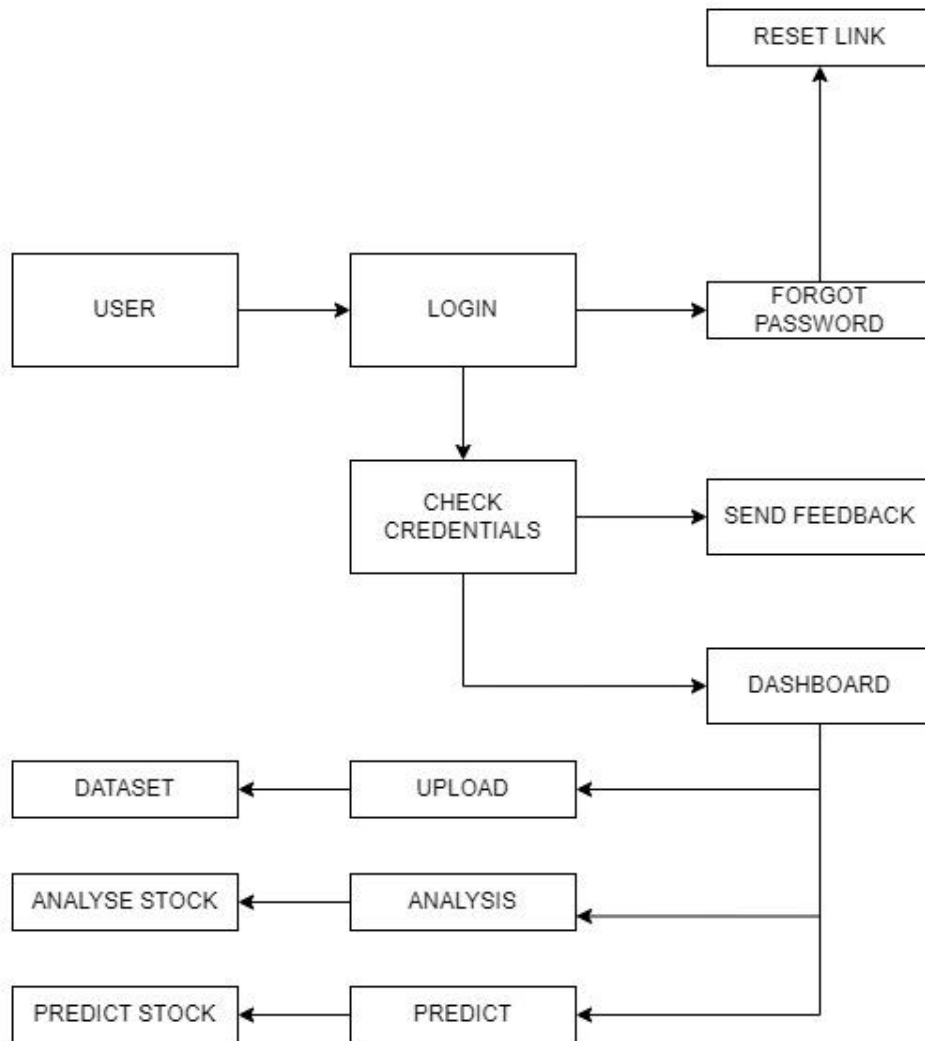 RESET LINK
USER
LOGIN
FORGOT
PASSWORD
CHECK
CREDENTIALS
SEND FEEDBACK
DASHBOARD
DATASET
UPLOAD
ANALYSE STOCK
ANALYSIS
PREDICT STOCK
PREDICT